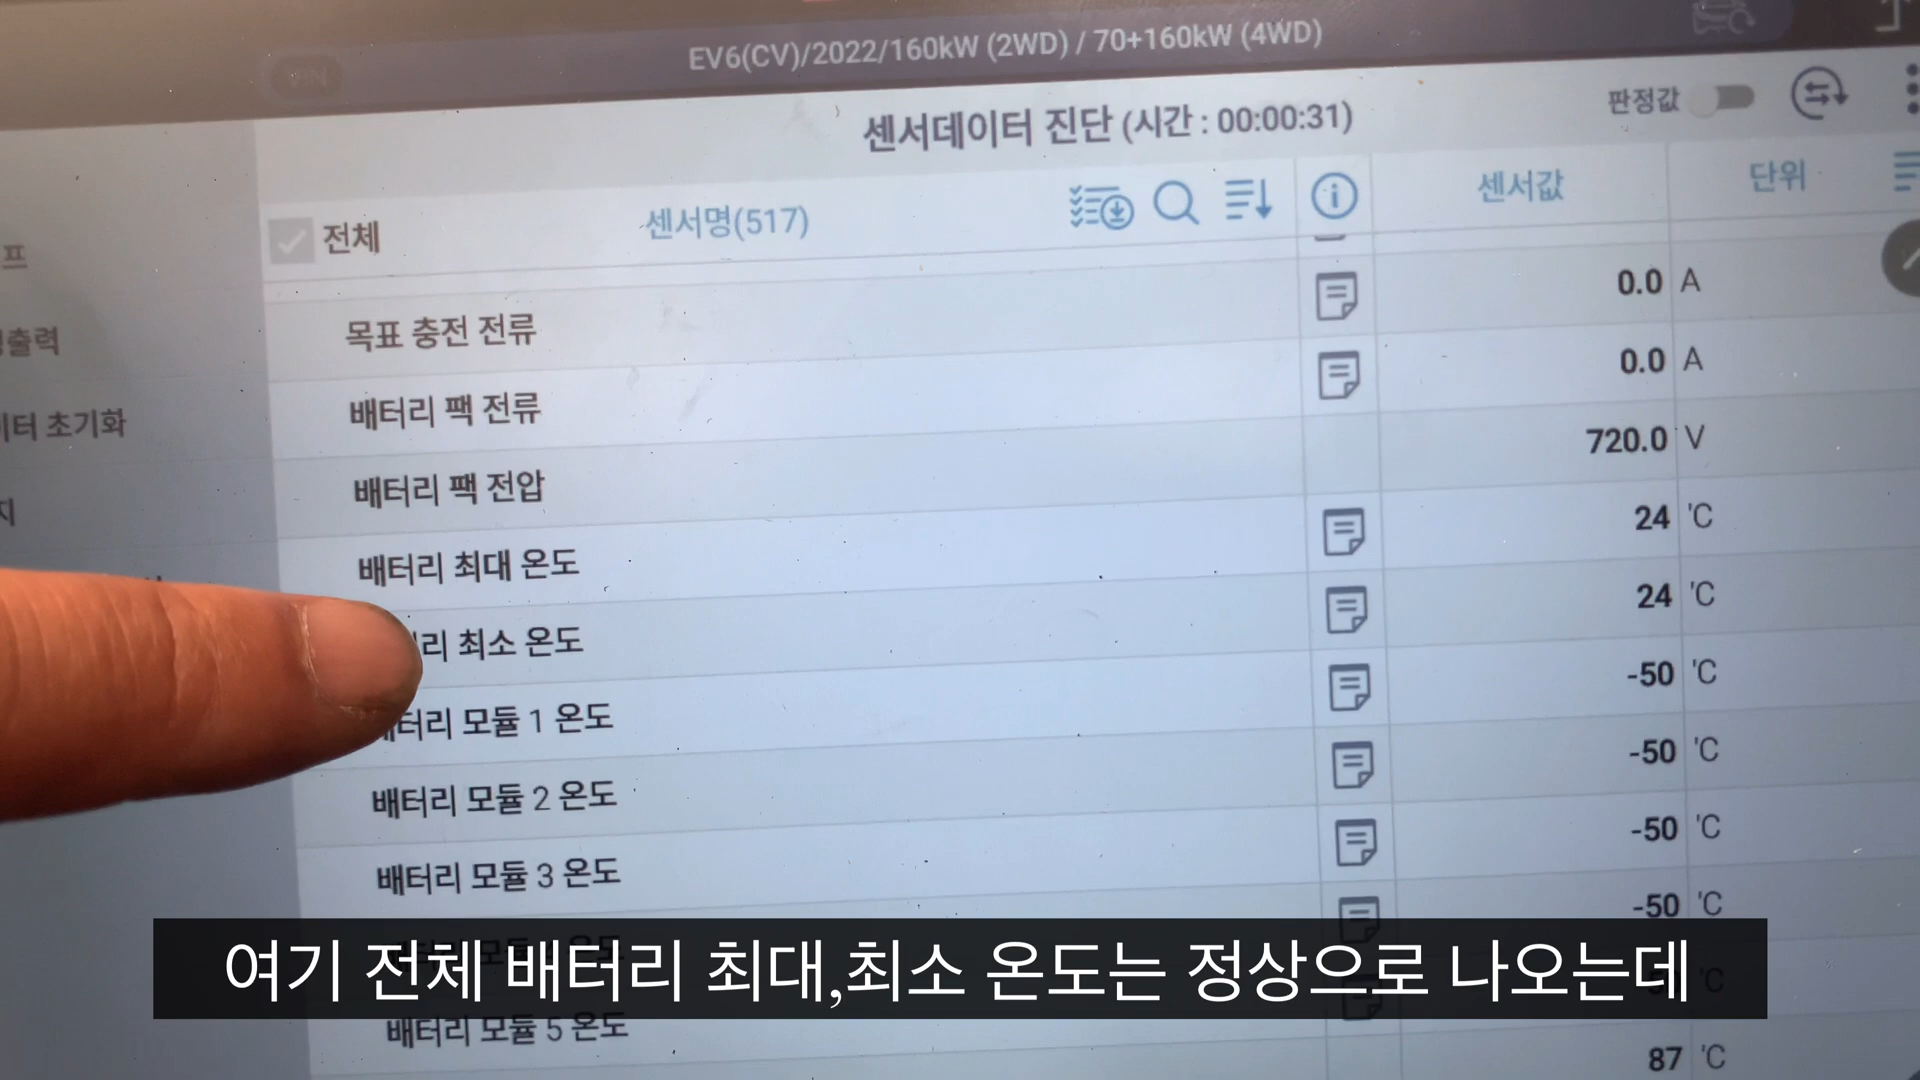 VIN
EV6(CV)/2022/160kW (2WD) / 70+160kW (4WD)
센서데이터 진단 (시간 : 00:00:31)
판정값
전체 센서명(517) 센서값 단위
프
출력
터 초기화
지
목표 충전 전류 0.0 A
배터리 팩 전류 0.0 A
배터리 팩 전압 720.0 V
배터리 최대 온도 24 'C
리 최소 온도 24 'C
터리 모듈 1 온도 -50 'C
배터리 모듈 2 온도 -50 'C
배터리 모듈 3 온도 -50 'C
-50 'C
여기 전체 배터리 최대,최소 온도는 정상으로 나오는데
배터리 모듈 5 온도
87 'C